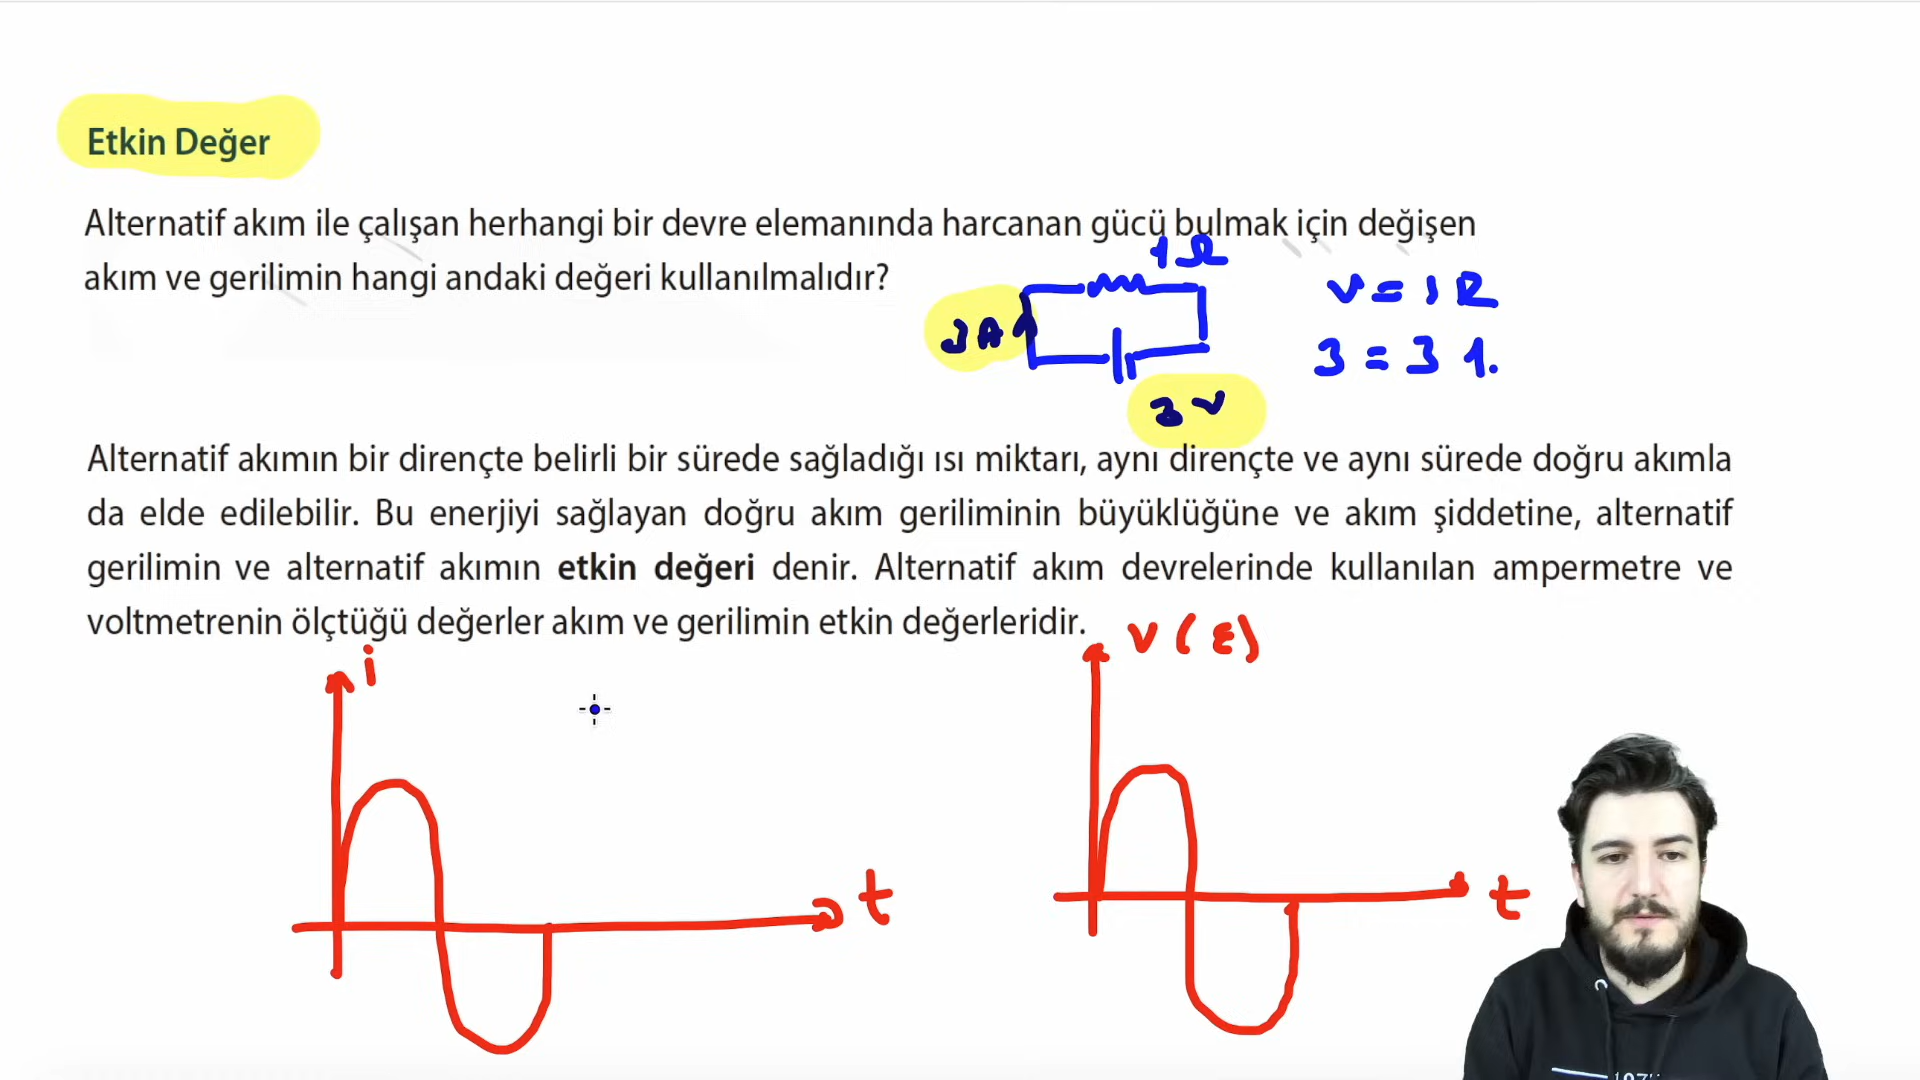 Etkin Değer
Alternatif akım ile çalışan herhangi bir devre elemanında harcanan gücü bulmak için değişen
akım ve gerilimin hangi andaki değeri kullanılmalıdır?
1Ω
3A
3V
V = I R
3 = 3 1.
Alternatif akımın bir dirençte belirli bir sürede sağladığı ısı miktarı, aynı dirençte ve aynı sürede doğru akımla
da elde edilebilir. Bu enerjiyi sağlayan doğru akım geriliminin büyüklüğüne ve akım şiddetine, alternatif
gerilimin ve alternatif akımın etkin değeri denir. Alternatif akım devrelerinde kullanılan ampermetre ve
voltmetrenin ölçtüğü değerler akım ve gerilimin etkin değerleridir.
i
t
V (ε)
t